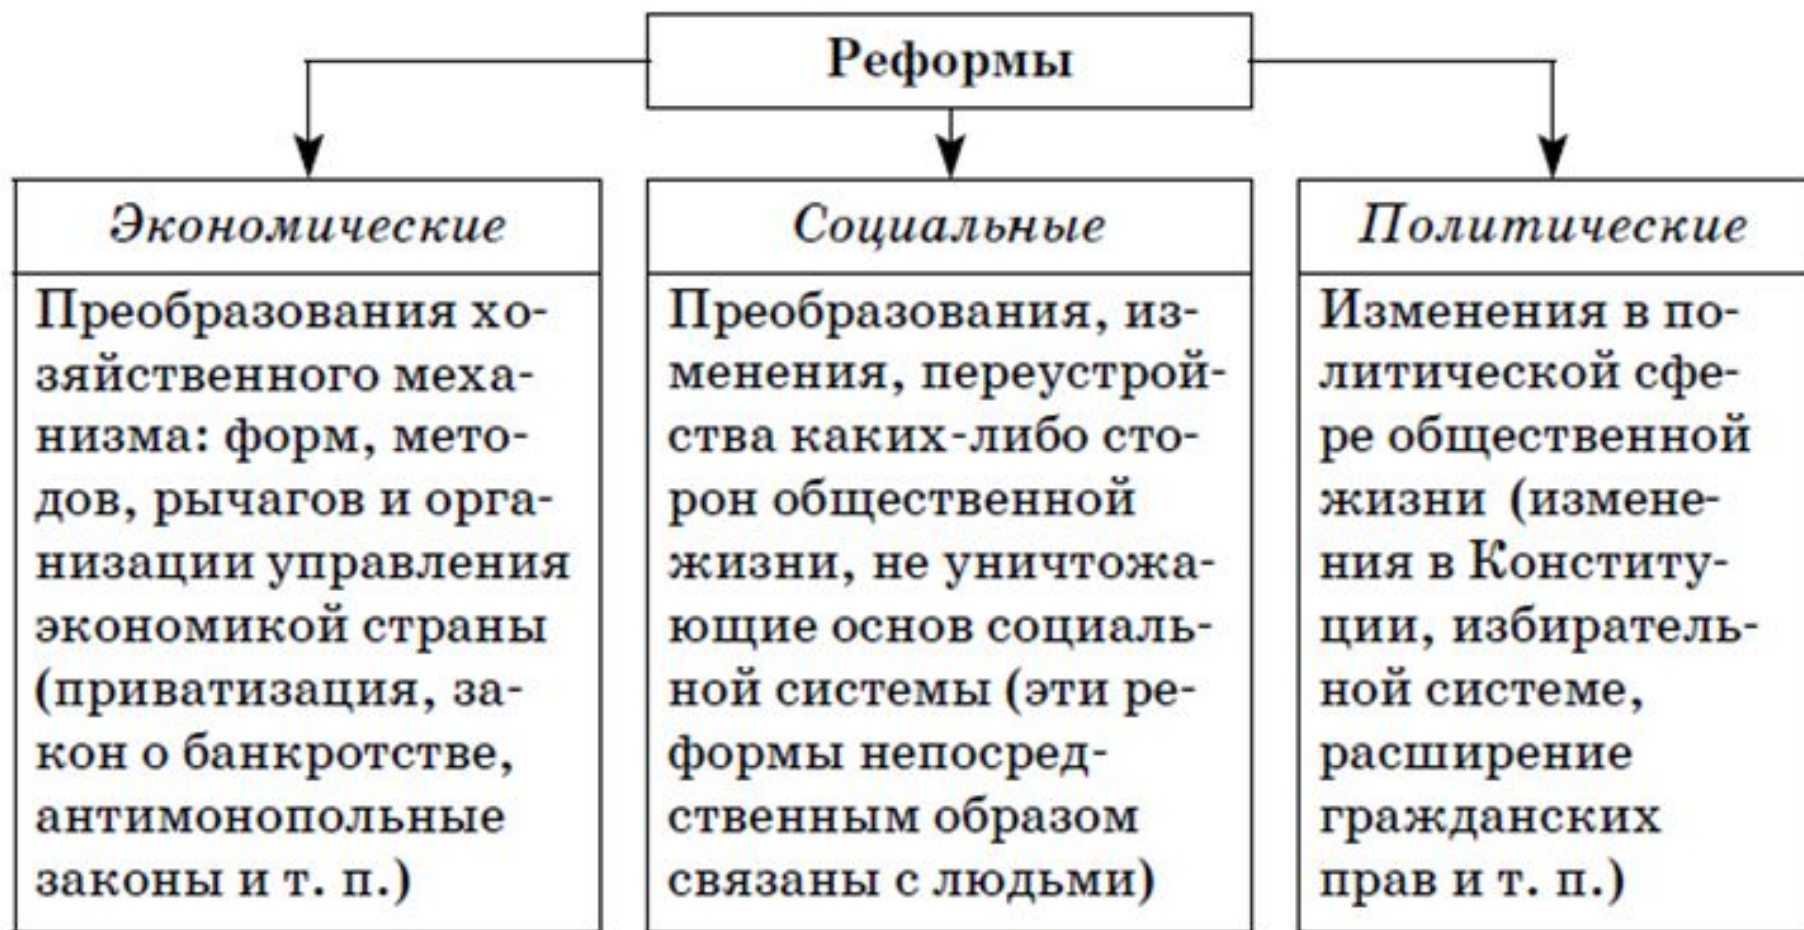 Реформы
Экономические
Преобразования хо-
зяйственного меха-
низма: форм, мето-
дов, рычагов и орга-
низации управления
экономикой страны
(приватизация, за-
кон о банкротстве,
антимонопольные
законы и т. п.)
Социальные
Преобразования, из-
менения, переустрой-
ства каких-либо сто-
рон общественной
жизни, не уничтожа-
ющие основ социаль-
ной системы (эти ре-
формы непосред-
ственным образом
связаны с людьми)
Политические
Изменения в по-
литической сфе-
ре общественной
жизни (измене-
ния в Конститу-
ции, избиратель-
ной системе,
расширение
гражданских
прав и т. п.)